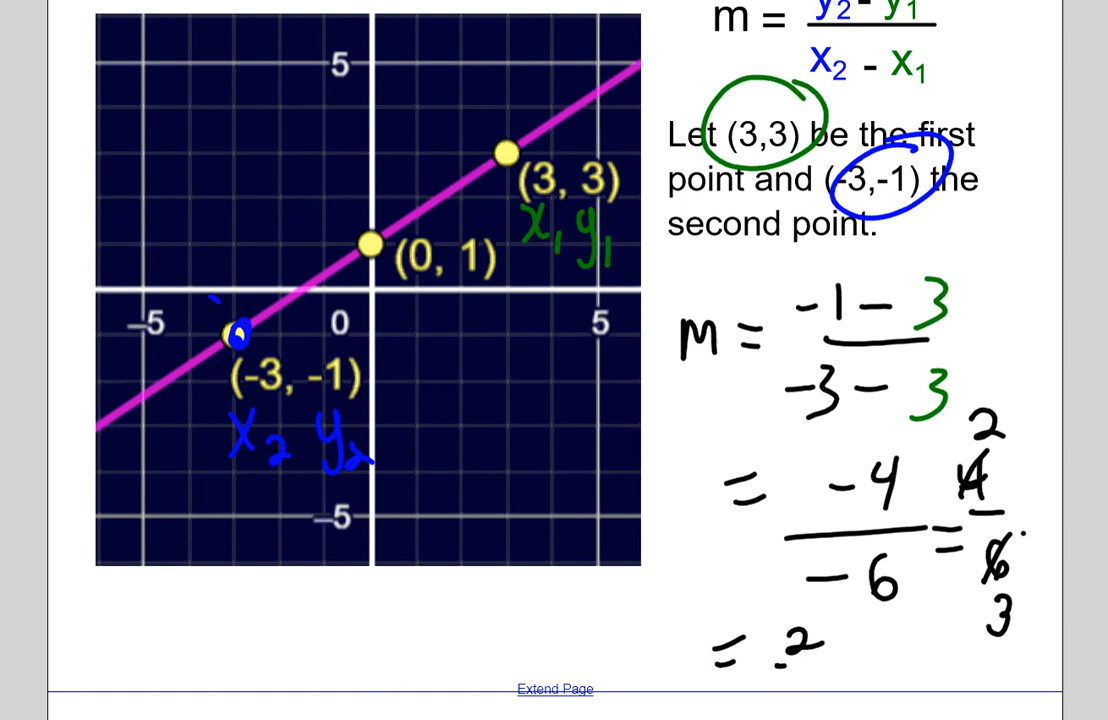 m = y2 - y1
x2 - x1
Let (3,3) be the first
point and (-3,-1) the
second point.
5
(3, 3)
x1 y1
(0, 1)
-5 0 5
(-3, -1)
x2 y2
-5
m = -1 - 3
-3 - 3
= -4
-6
= 4
6
2
3
= 2
Extend Page